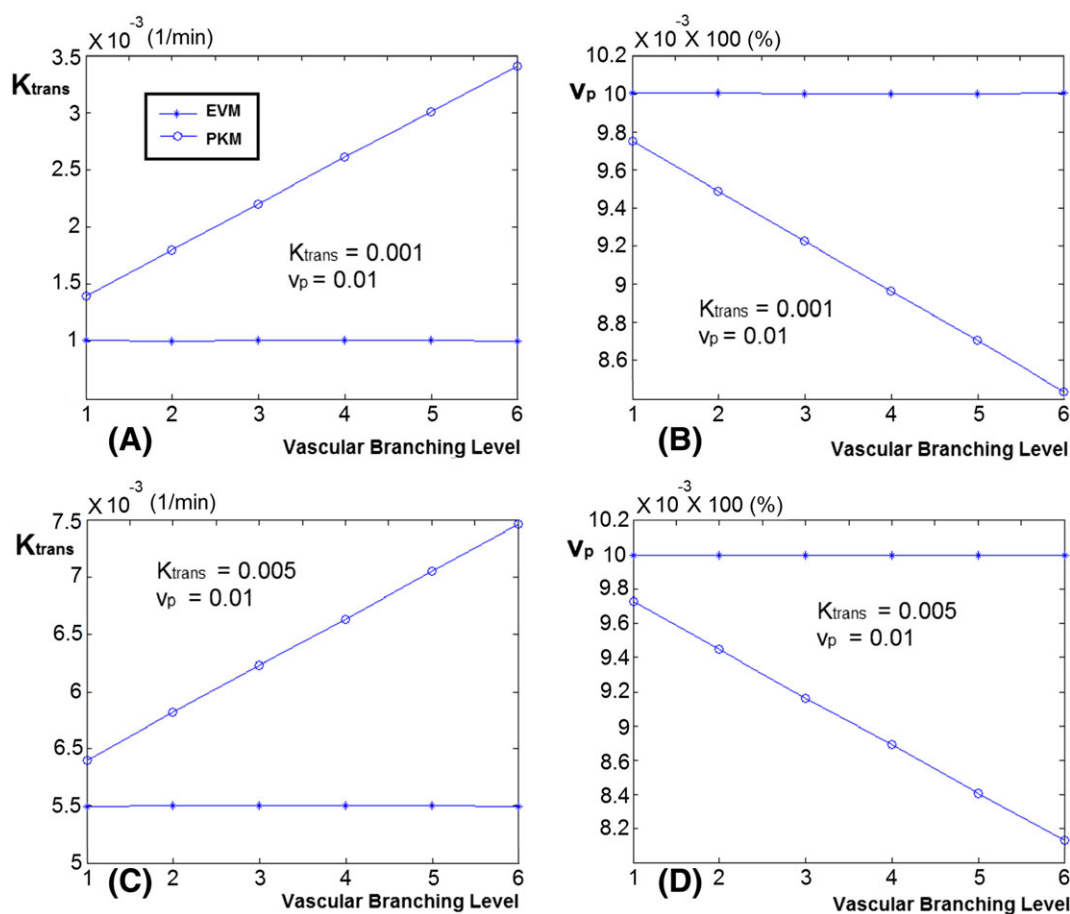 X 10⁻³ (1/min)
Ktrans
3.5
3
2.5
2
1.5
1
EVM
PKM
Ktrans = 0.001
vp = 0.01
1 2 3 4 5 6
(A)
Vascular Branching Level
X 10⁻³ X 100 (%)
vp
10.2
10
9.8
9.6
9.4
9.2
9
8.8
8.6
Ktrans = 0.001
vp = 0.01
1 2 3 4 5 6
(B)
Vascular Branching Level
X 10⁻³ (1/min)
Ktrans
7.5
7
6.5
6
6.5
5.5
5
Ktrans = 0.005
vp = 0.01
1 2 3 4 5 6
(C)
Vascular Branching Level
X 10⁻³ X 100 (%)
vp
10.2
10
9.8
9.6
9.4
9.2
9
8.6
8.4
8.2
Ktrans = 0.005
vp = 0.01
1 2 3 4 5 6
(D)
Vascular Branching Level